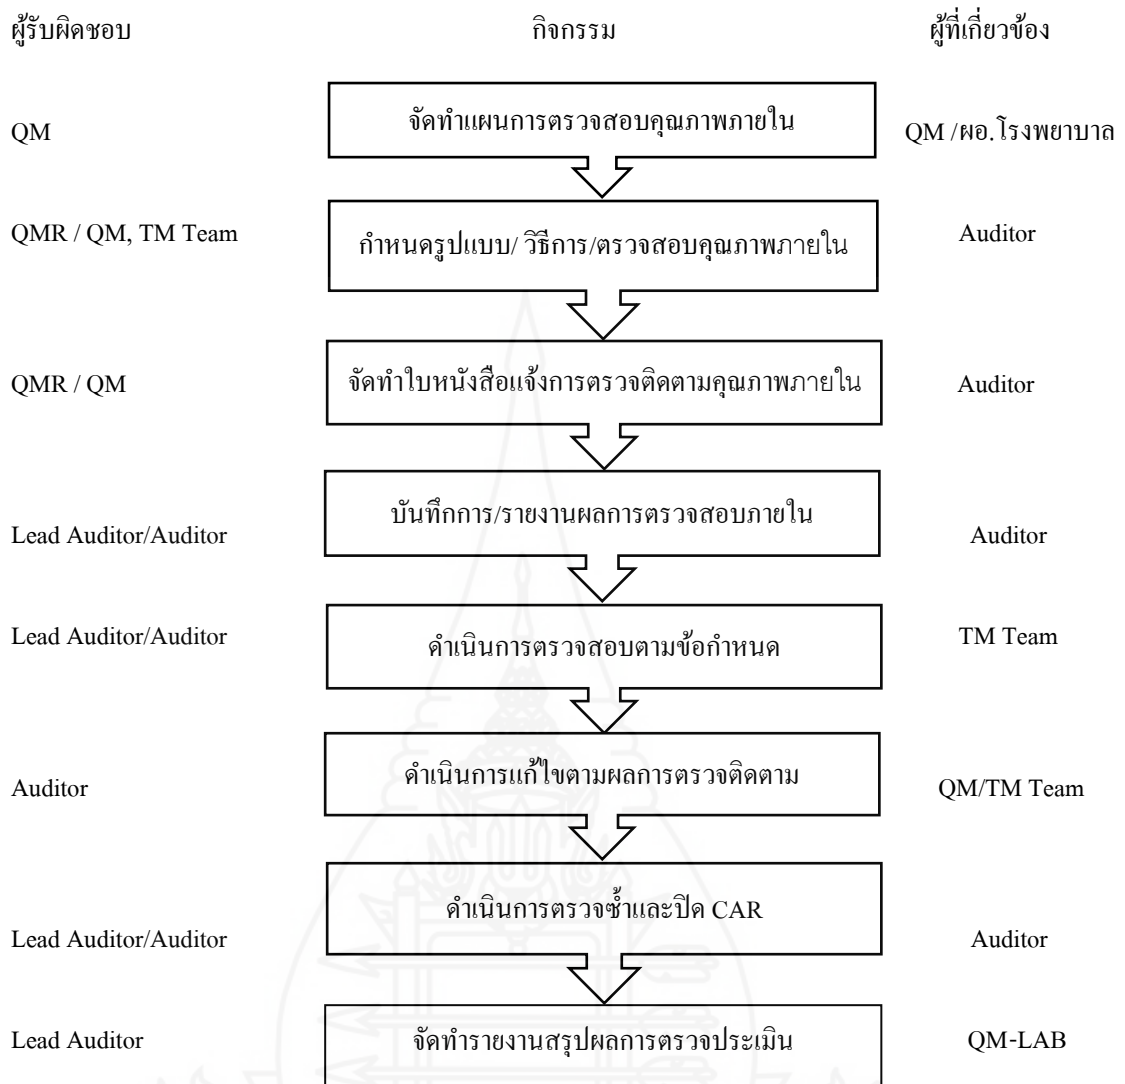 ผู้รับผิดชอบ กิจกรรม ผู้ที่เกี่ยวข้อง
QM จัดทำแผนการตรวจสอบคุณภาพภายใน QM /ผอ.โรงพยาบาล
QMR / QM, TM Team กำหนดรูปแบบ/ วิธีการ/ตรวจสอบคุณภาพภายใน Auditor
QMR / QM จัดทำใบหนังสือแจ้งการตรวจติดตามคุณภาพภายใน Auditor
Lead Auditor/Auditor บันทึกการ/รายงานผลการตรวจสอบภายใน Auditor
Lead Auditor/Auditor ดำเนินการตรวจสอบตามข้อกำหนด TM Team
Auditor ดำเนินการแก้ไขตามผลการตรวจติดตาม QM/TM Team
Lead Auditor/Auditor ดำเนินการตรวจซ้ำและปิด CAR Auditor
Lead Auditor จัดทำรายงานสรุปผลการตรวจประเมิน QM-LAB